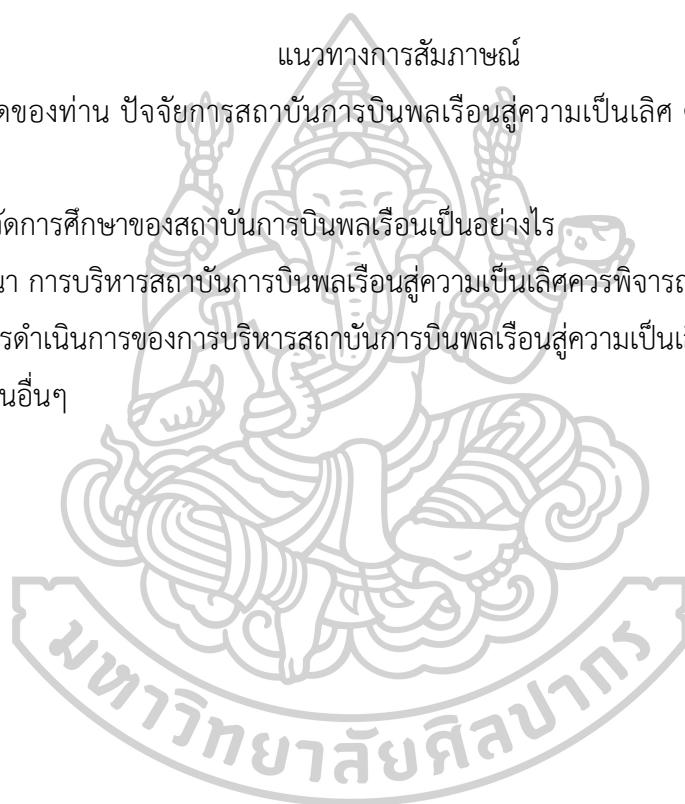 แนวทางการสัมภาษณ์
ดของท่าน ปัจจัยการสถาบันการบินพลเรือนสู่ความเป็นเลิศ
จัดการศึกษาของสถาบันการบินพลเรือนเป็นอย่างไร
นา การบริหารสถาบันการบินพลเรือนสู่ความเป็นเลิศควรพิจารณ
รดำเนินการของการบริหารสถาบันการบินพลเรือนสู่ความเป็นเลิ
นอื่นๆ
มหาวิทยาลัยศิลปากร